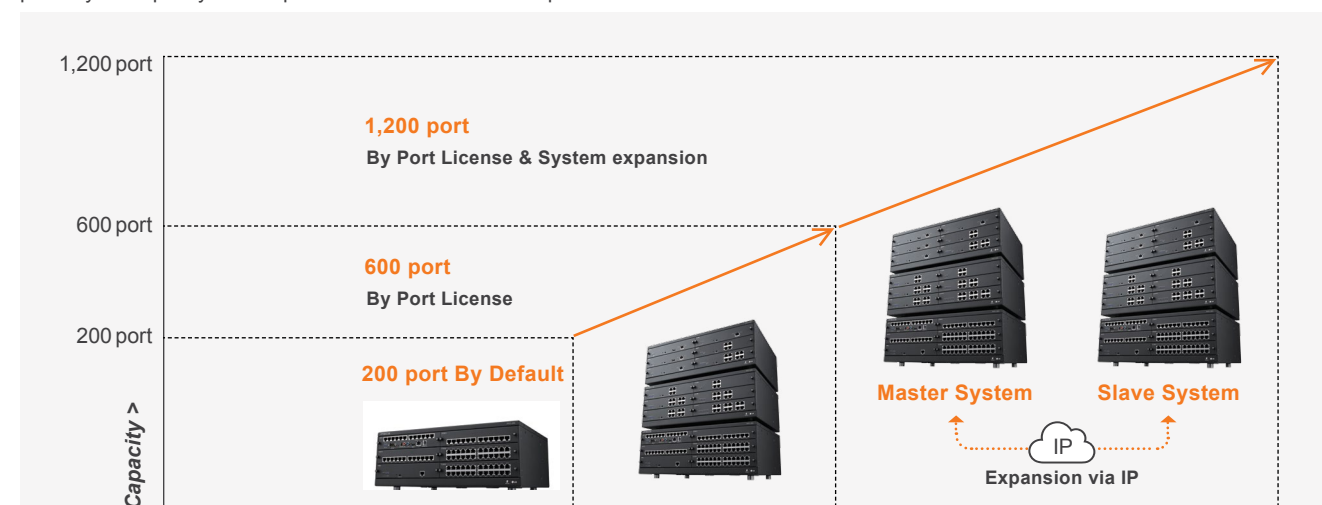 1,200 port
1,200 port
By Port License & System expansion
600 port
600 port
By Port License
200 port
200 port By Default
Master System
Slave System
IP
Expansion via IP
Capacity >